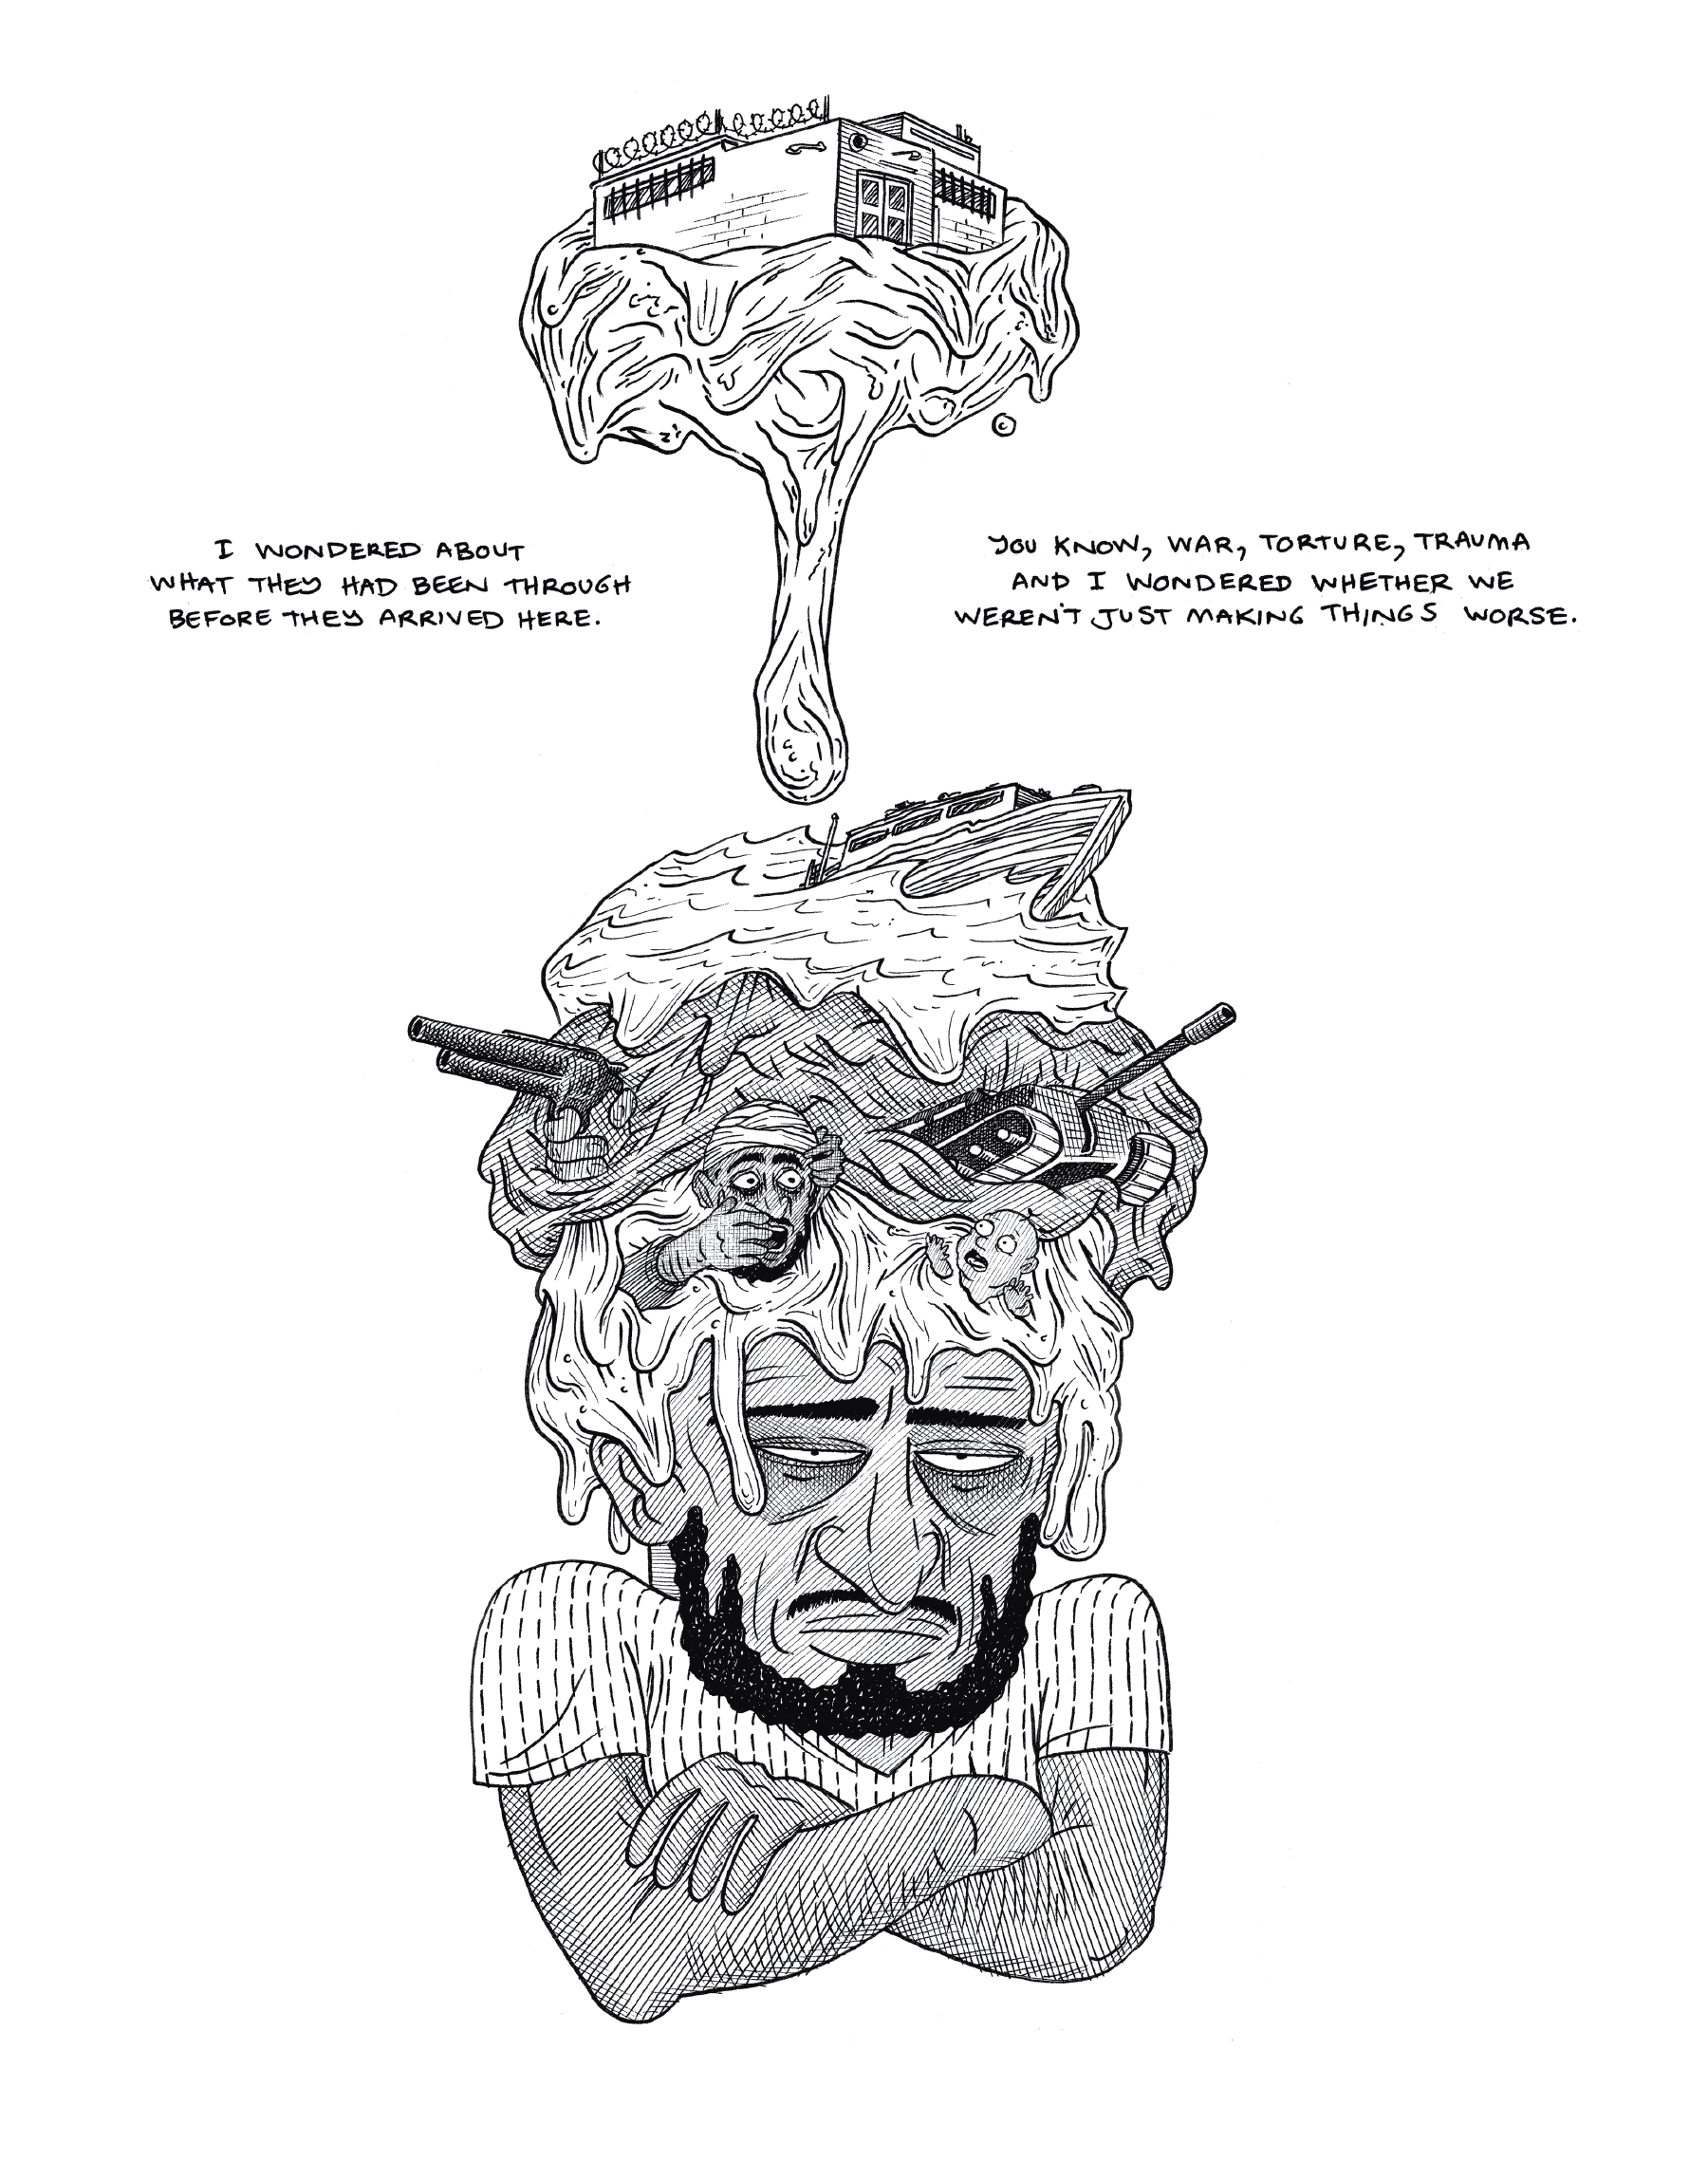 I WONDERED ABOUT
WHAT THEY HAD BEEN THROUGH
BEFORE THEY ARRIVED HERE.
YOU KNOW, WAR, TORTURE, TRAUMA
AND I WONDERED WHETHER WE
WEREN'T JUST MAKING THINGS WORSE.